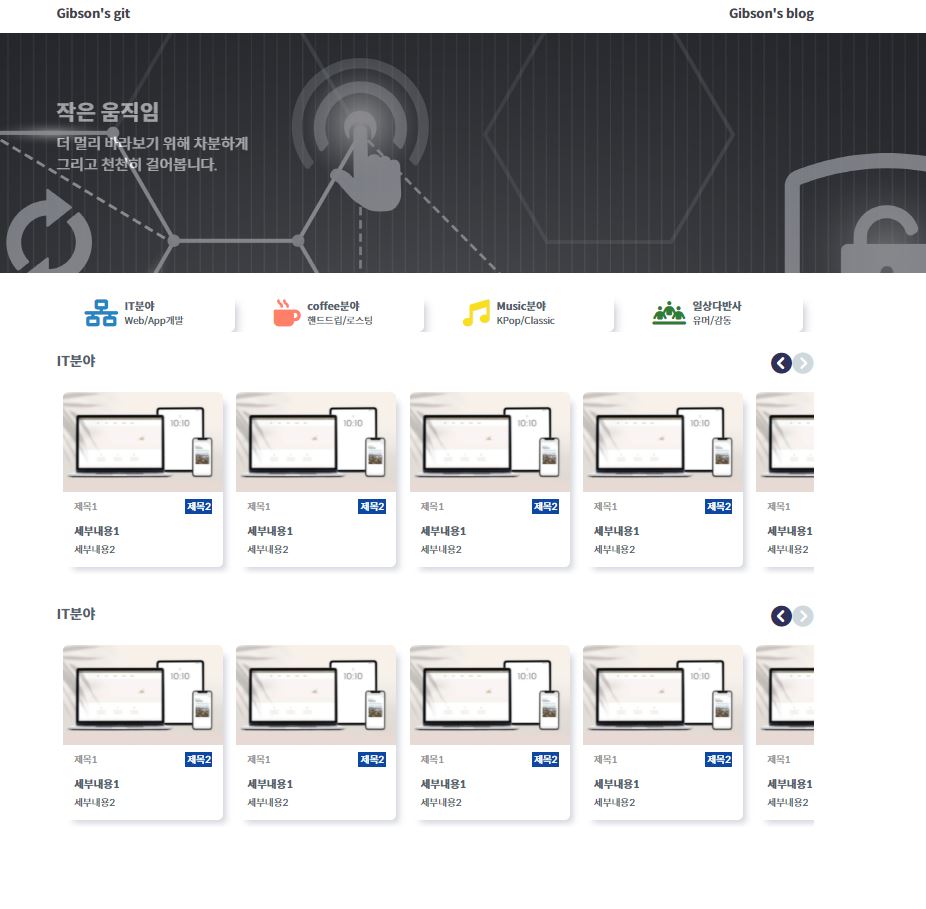 Gibson's git
Gibson's blog
작은 움직임
더 멀리 바라보기 위해 차분하게
그리고 천천히 걸어봅니다.
IT분야
Web/App개발
coffee분야
핸드드립/로스팅
Music분야
KPop/Classic
일상다반사
유머/감동
IT분야
10:10
10:10
10:10
10:10
제목1 제목2
제목1 제목2
제목1 제목2
제목1 제목2
제목1
세부내용1
세부내용1
세부내용1
세부내용1
세부내용1
세부내용2
세부내용2
세부내용2
세부내용2
세부내용2
IT분야
10:10
10:10
10:10
10:10
제목1 제목2
제목1 제목2
제목1 제목2
제목1 제목2
제목1
세부내용1
세부내용1
세부내용1
세부내용1
세부내용1
세부내용2
세부내용2
세부내용2
세부내용2
세부내용2